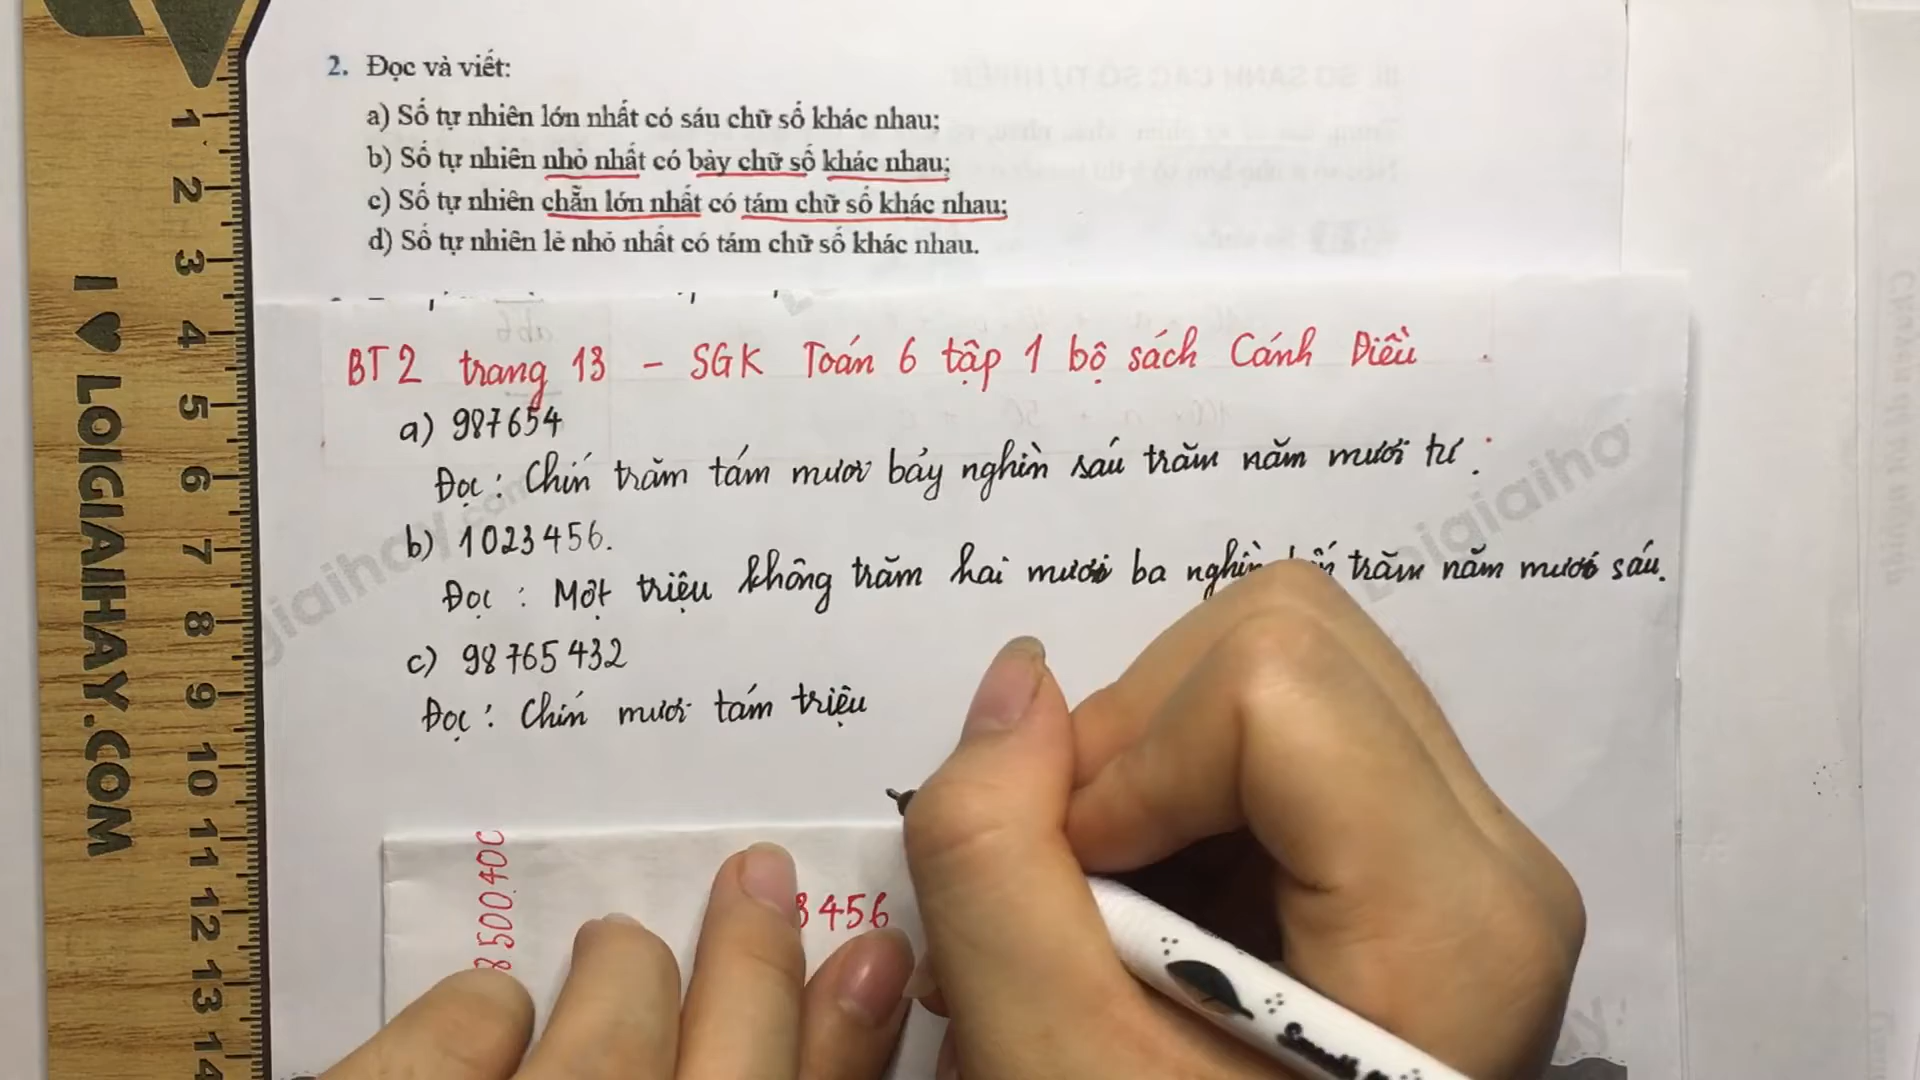 2. Đọc và viết:
a) Số tự nhiên lớn nhất có sáu chữ số khác nhau;
b) Số tự nhiên nhỏ nhất có bảy chữ số khác nhau;
c) Số tự nhiên chẵn lớn nhất có tám chữ số khác nhau;
d) Số tự nhiên lẻ nhỏ nhất có tám chữ số khác nhau.
BT2 trang 13 - SGK Toán 6 tập 1 bộ sách Cánh Diều
a) 987654
Đọc: Chín trăm tám mươi bảy nghìn sáu trăm năm mươi tư.
b) 1023456.
Đọc: Một triệu không trăm hai mươi ba nghìn trăm năm mươi sáu.
c) 98765432
Đọc: Chín mươi tám triệu
8500400
3456
I ♥ LOIGIAIHAY.COM
1
2
3
4
5
6
7
8
9
10
11
12
13
14